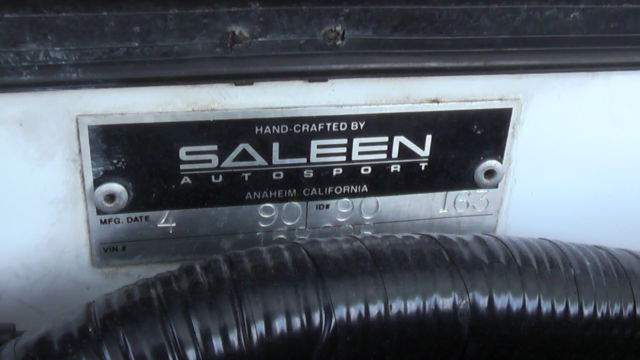 HAND-CRAFTED BY
SALEEN
AUTOSPORT
ANAHEIM, CALIFORNIA
MFG. DATE 4 90 ID# 90 163
VIN #